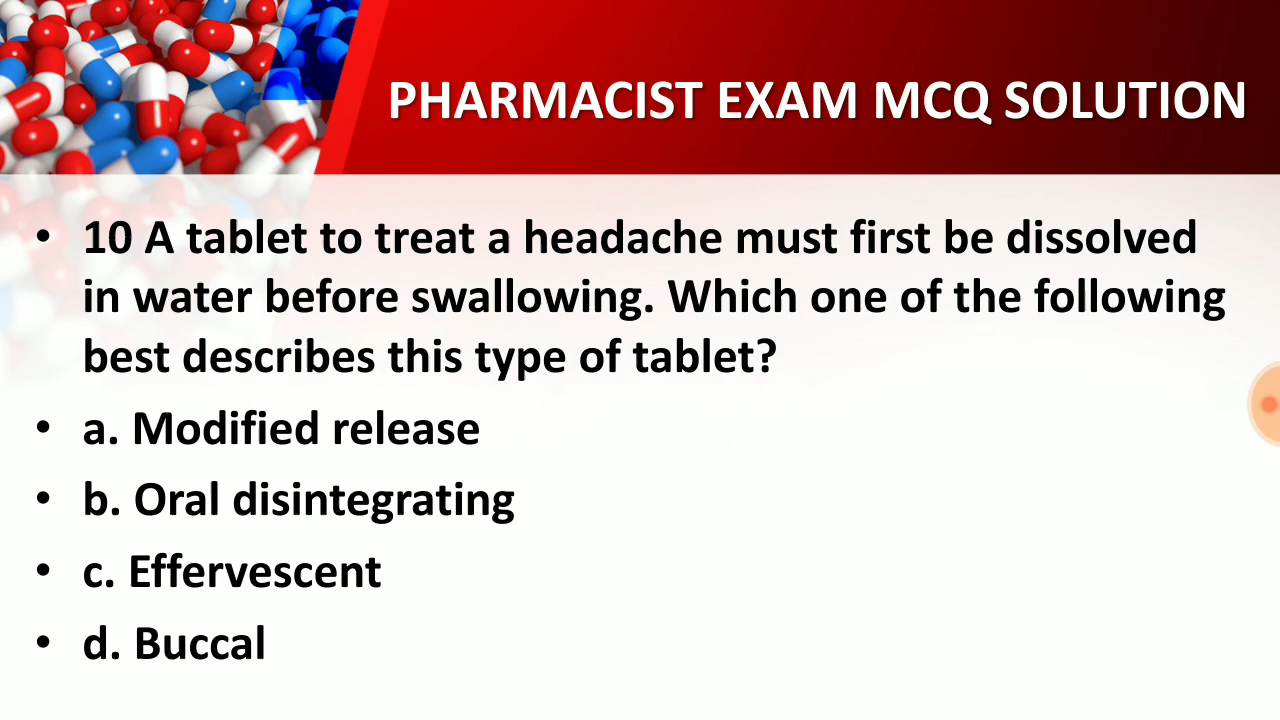 PHARMACIST EXAM MCQ SOLUTION
• 10 A tablet to treat a headache must first be dissolved
in water before swallowing. Which one of the following
best describes this type of tablet?
• a. Modified release
• b. Oral disintegrating
• c. Effervescent
• d. Buccal